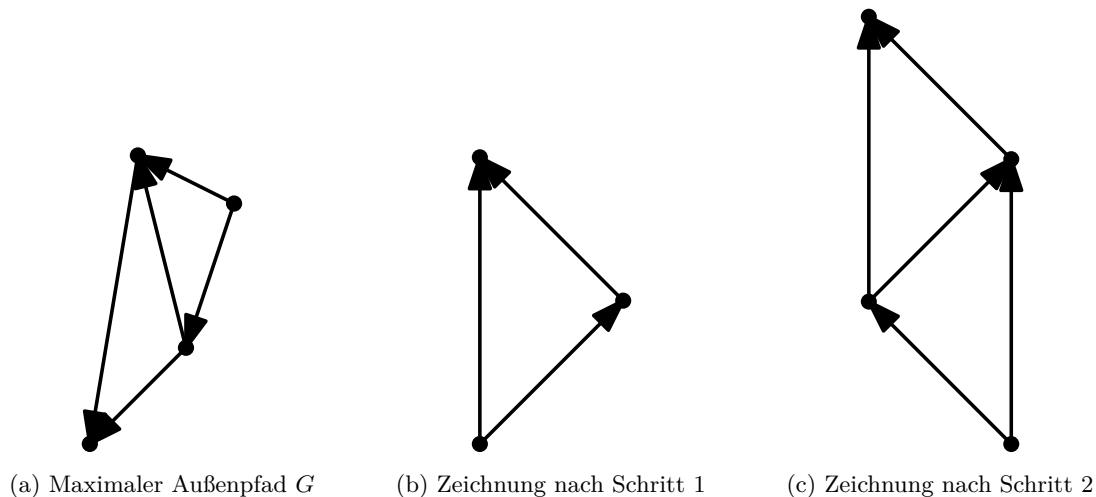 (a) Maximaler Außenpfad G
(b) Zeichnung nach Schritt 1
(c) Zeichnung nach Schritt 2